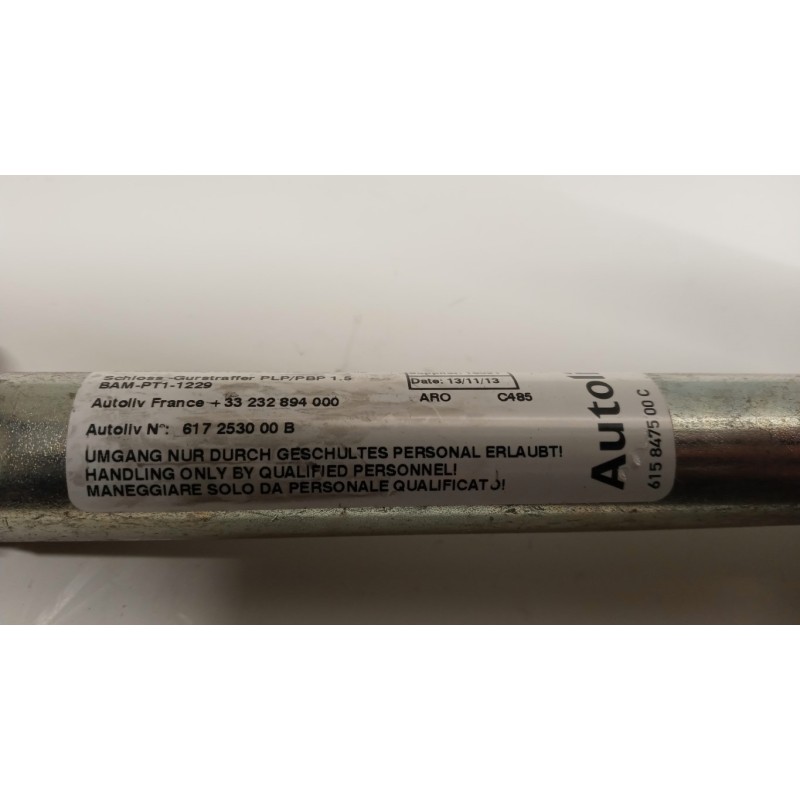 Schloss-Gurstraffer PLP/PBP 1.5
BAM-PT1-1229
Date: 13/11/13
Autoliv France +33 232 894 000
ARO C485
Autoliv N°: 617 2530 00 B
UMGANG NUR DURCH GESCHULTES PERSONAL ERLAUBT!
HANDLING ONLY BY QUALIFIED PERSONNEL!
MANEGGIARE SOLO DA PERSONALE QUALIFICATO!
Autoli
615 8475 00 C